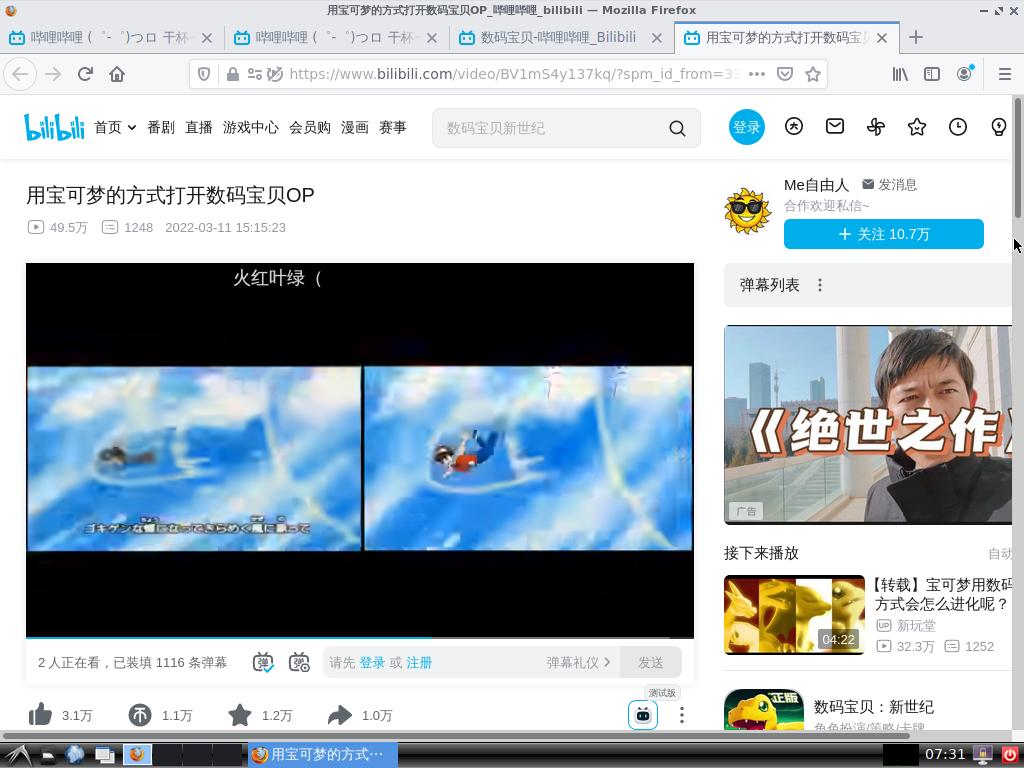 用宝可梦的方式打开数码宝贝OP_哔哩哔哩_bilibili — Mozilla Firefox
哔哩哔哩 (゜-゜)つロ 干杯~
哔哩哔哩 (゜-゜)つロ 干杯~
数码宝贝-哔哩哔哩_Bilibili
用宝可梦的方式打开数码宝贝
https://www.bilibili.com/video/BV1mS4y137kq/?spm_id_from=33
bilibili
首页
番剧
直播
游戏中心
会员购
漫画
赛事
数码宝贝新世纪
登录
用宝可梦的方式打开数码宝贝OP
49.5万
1248
2022-03-11 15:15:23
Me自由人
发消息
合作欢迎私信~
+ 关注 10.7万
弹幕列表
火红叶绿（
ゴキゲンな蝶になってきらめく風に乗って
《绝世之作》
广告
接下来播放
自动
【转载】宝可梦用数码
方式会怎么进化呢？
UP 新玩堂
32.3万
1252
04:22
2 人正在看，已装填 1116 条弹幕
弹
弹
请先 登录 或 注册
弹幕礼仪
发送
测试版
3.1万
1.1万
1.2万
1.0万
正版
数码宝贝：新世纪
角色扮演/策略/卡牌
用宝可梦的方式···
07:31